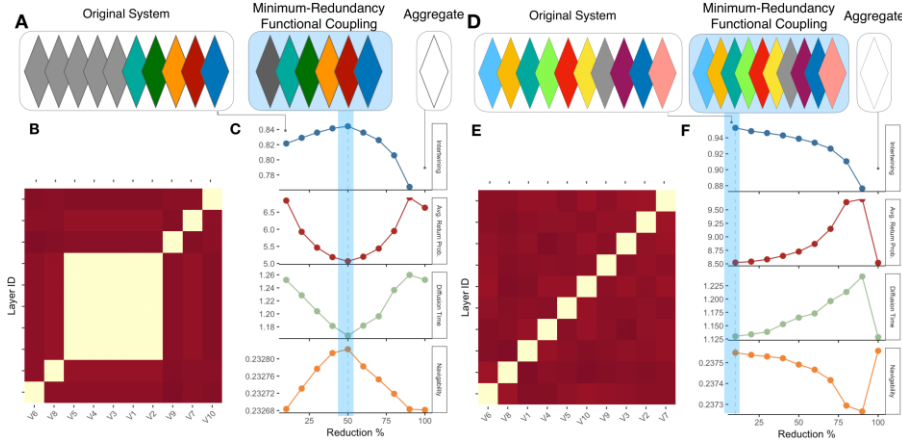 A
Original System
Minimum-Redundancy
Functional Coupling
Aggregate
D
Original System
Minimum-Redundancy
Functional Coupling
Aggregate
B
Layer ID
V6 V8 V5 V4 V3 V1 V2 V9 V7 V10
C
0.84
0.82
0.80
0.78
Intertwining
6.5
6.0
5.5
5.0
Avg. Return
Prob.
1.26
1.24
1.22
1.20
1.18
Diffusion Time
0.23280
0.23276
0.23272
0.23268
Navigability
25 50 75 100
Reduction %
E
Layer ID
V6 V8 V1 V4 V5 V10 V9 V3 V2 V7
F
0.94
0.92
0.90
0.88
Intertwining
9.50
9.25
9.00
8.75
8.50
Avg. Return
Prob.
1.225
1.200
1.175
1.150
1.125
Diffusion Time
0.2375
0.2374
0.2373
Navigability
25 50 75 100
Reduction %